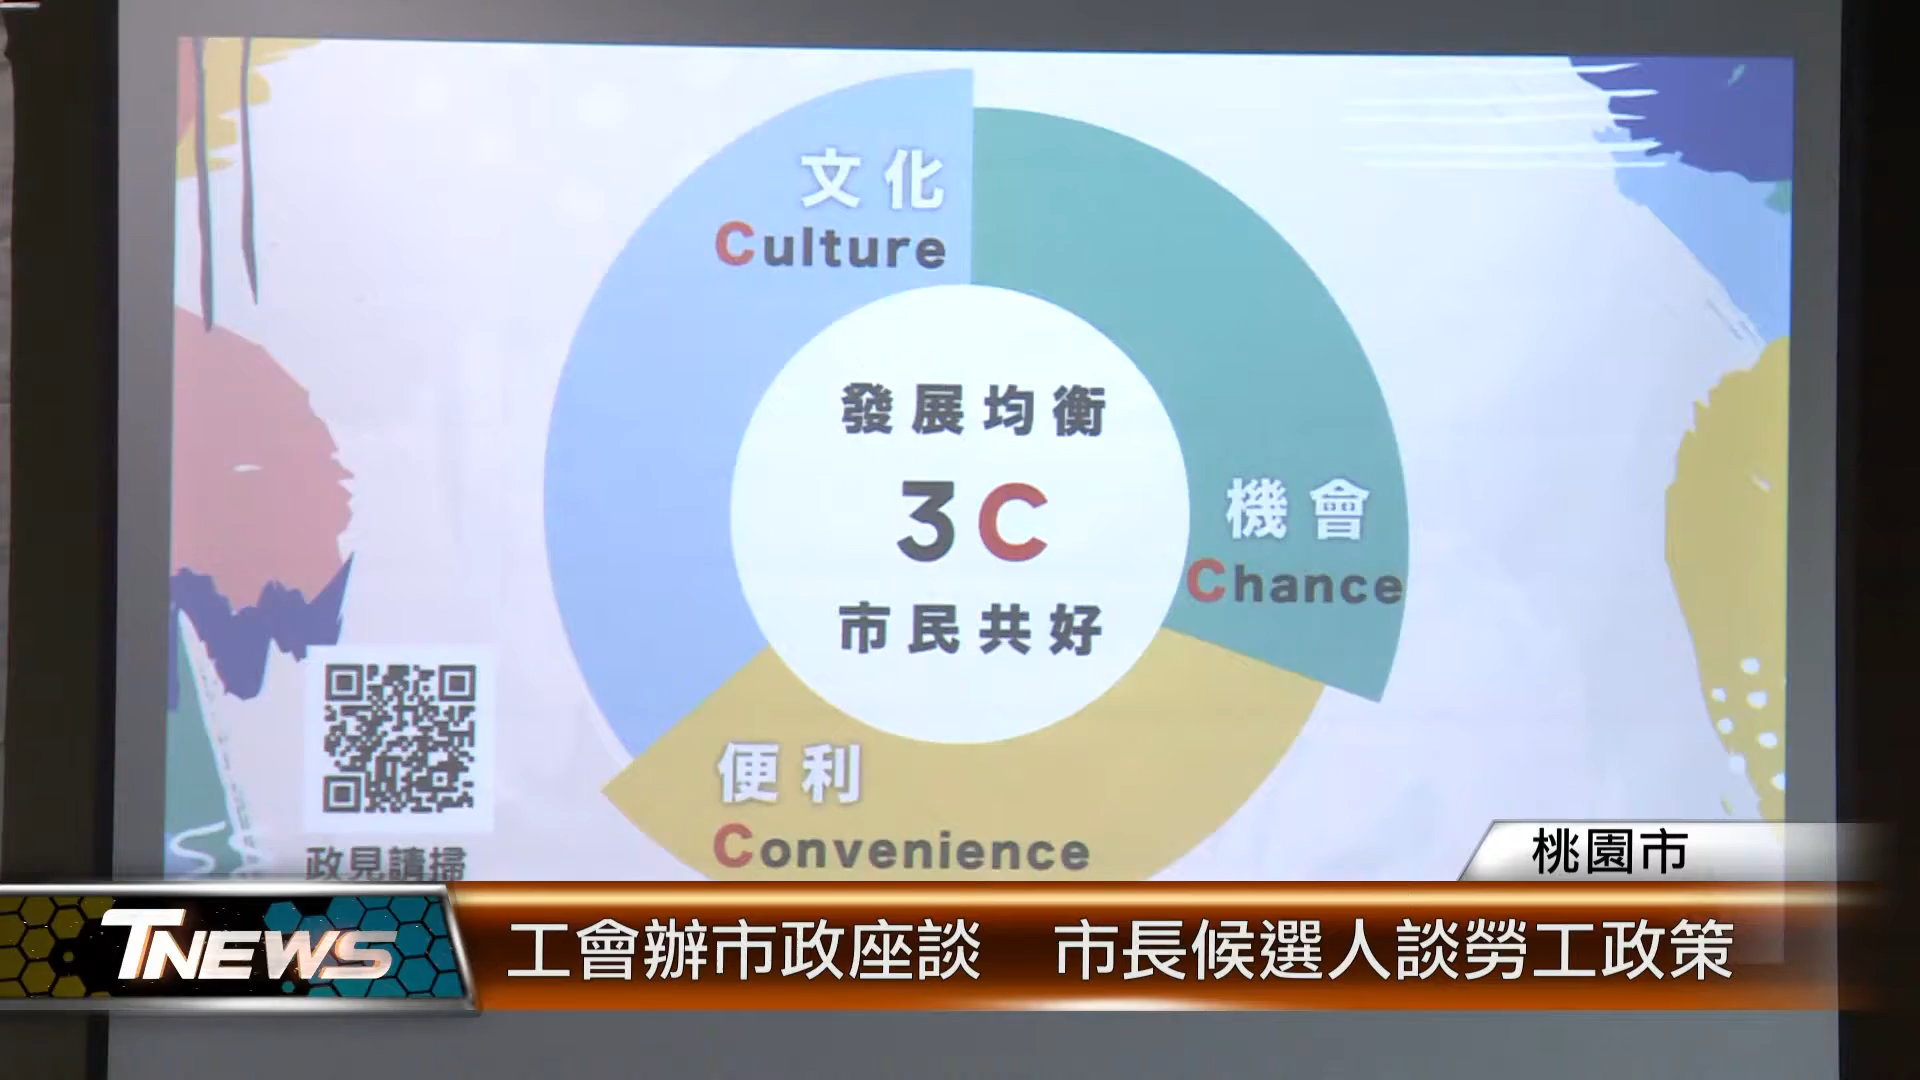 文化
Culture
發展均衡
3C
市民共好
機會
Chance
便利
Convenience
政見請掃
桃園市
TNEWS
工會辦市政座談 市長候選人談勞工政策